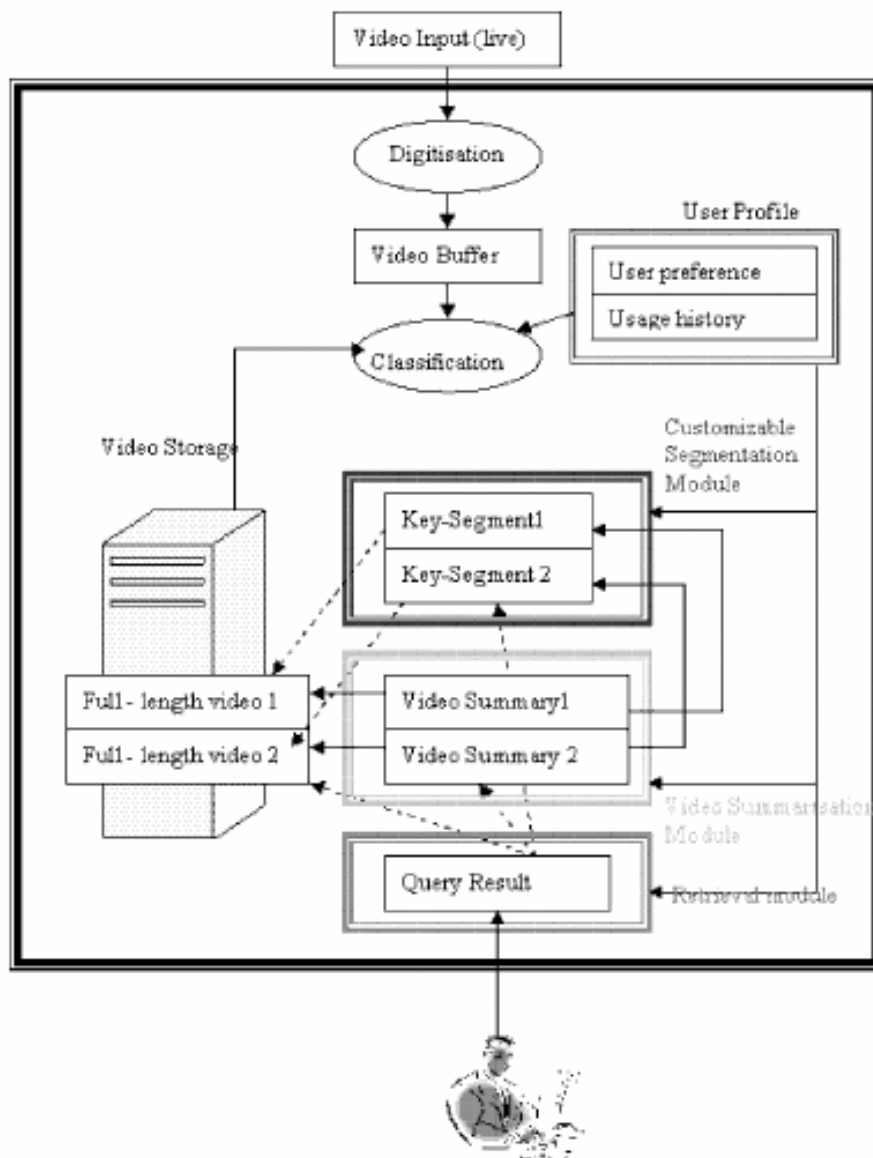 Video Input (live)
Digitisation
User Profile
Video Buffer
User preference
Usage history
Classification
Video Storage
Customizable
Segmentation
Module
Key-Segment1
Key-Segment 2
Full - length video 1
Video Summary1
Full - length video 2
Video Summary 2
Video Summarisation
Module
Query Result
Retrieval module